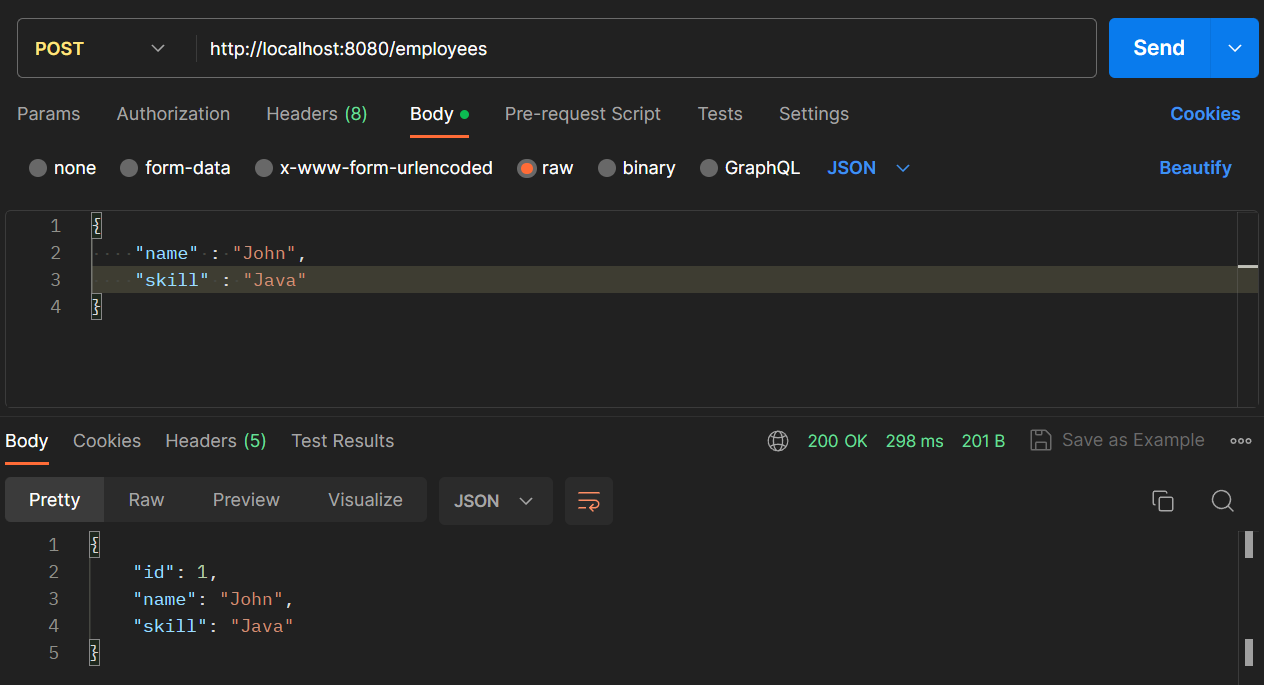 POST http://localhost:8080/employees Send
Params Authorization Headers (8) Body Pre-request Script Tests Settings Cookies
none form-data x-www-form-urlencoded raw binary GraphQL JSON Beautify
1 {
2 "name" : "John",
3 "skill" : "Java"
4 }
Body Cookies Headers (5) Test Results 200 OK 298 ms 201 B Save as Example
Pretty Raw Preview Visualize JSON
1 {
2 "id": 1,
3 "name": "John",
4 "skill": "Java"
5 }